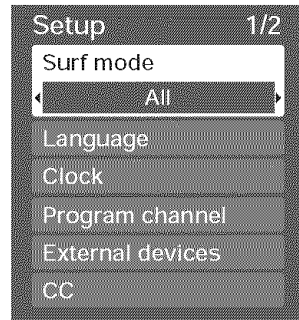 Setup 1/2
Surf mode
All
Language
Clock
Program channel
External devices
CC